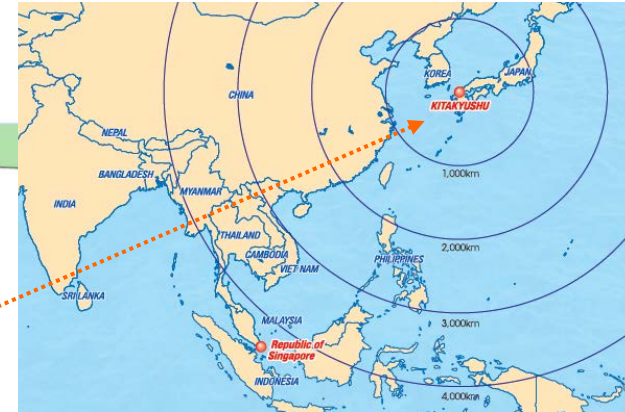 KOREA
JAPAN
KITAKYUSHU
CHINA
NEPAL
1,000km
BANGLADESH
MYANMAR
INDIA
THAILAND
2,000km
CAMBODIA
PHILIPPINES
VIET NAM
SRI LANKA
MALAYSIA
3,000km
Republic of
Singapore
INDONESIA
4,000km